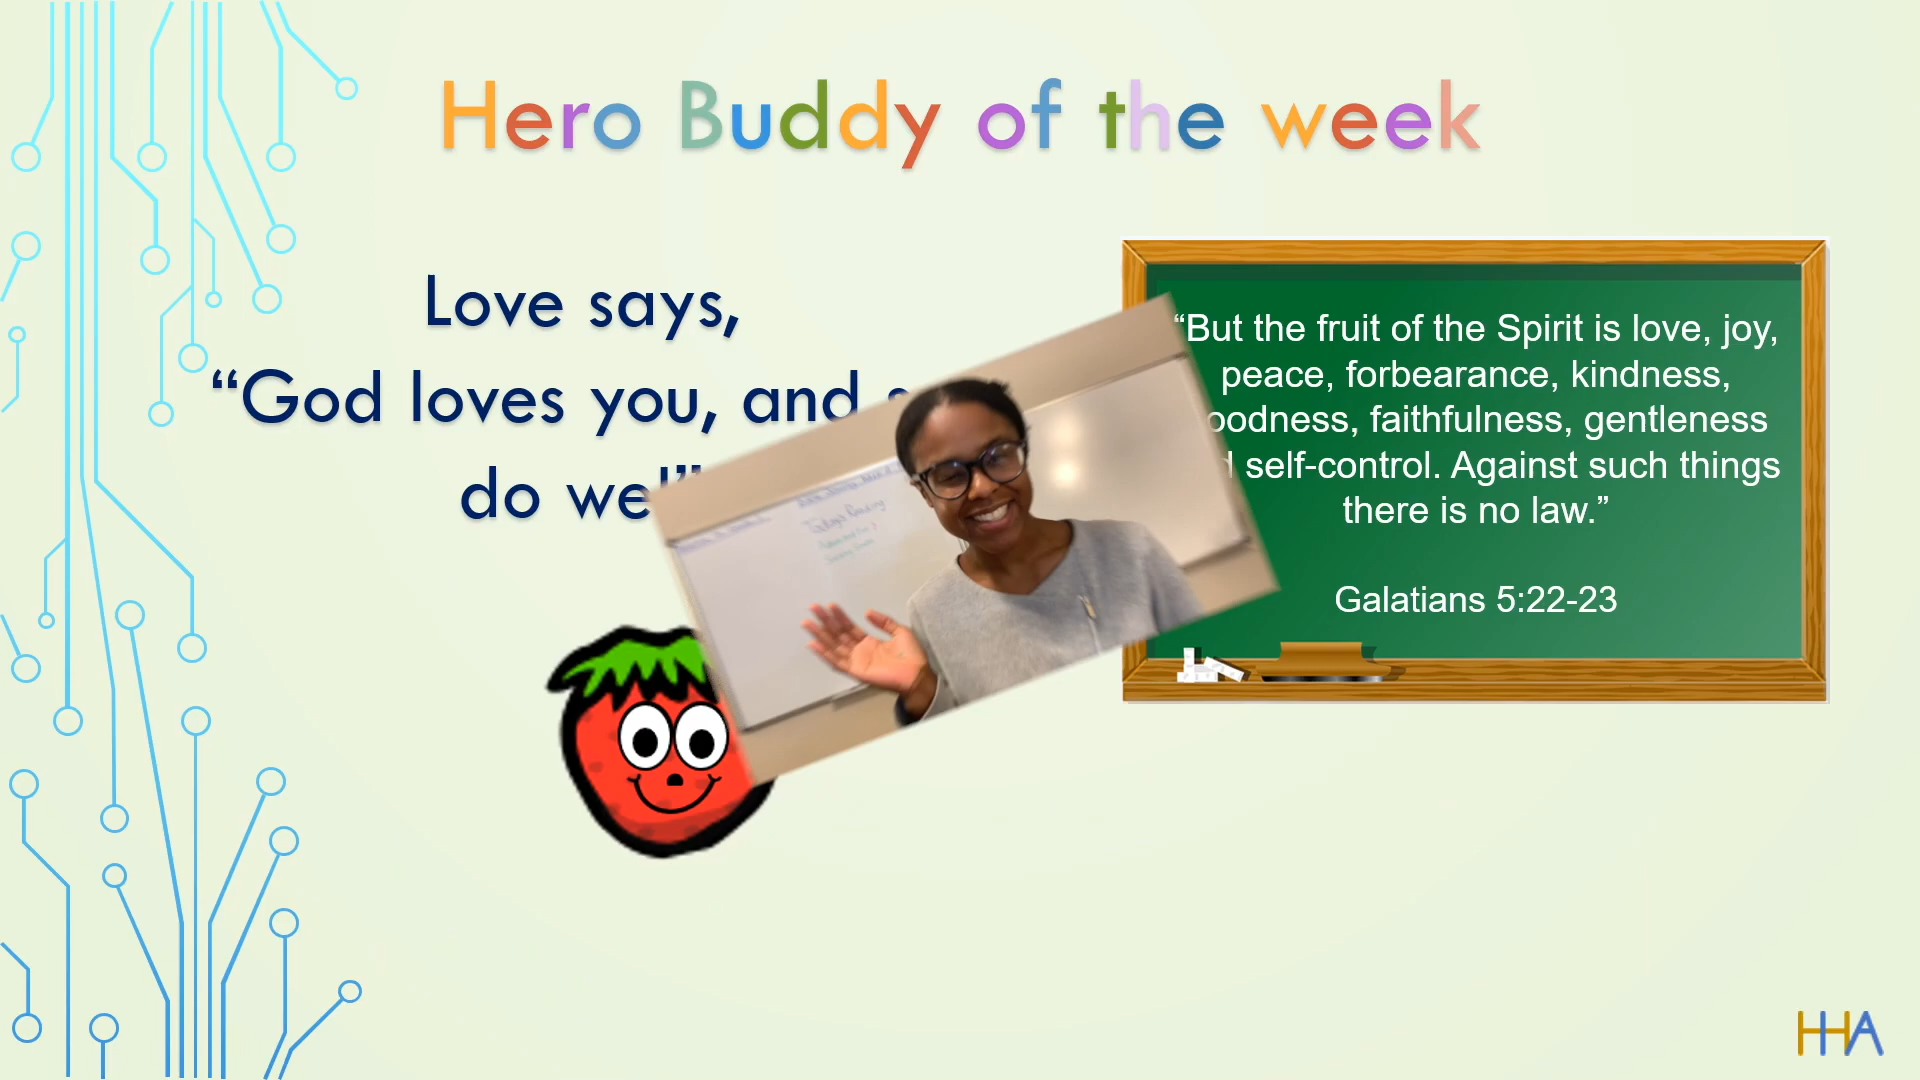 Hero Buddy of the week
Love says,
“God loves you, and
do we!”
“But the fruit of the Spirit is love, joy,
peace, forbearance, kindness,
oodness, faithfulness, gentleness
self-control. Against such things
there is no law.”
Galatians 5:22-23
HHA